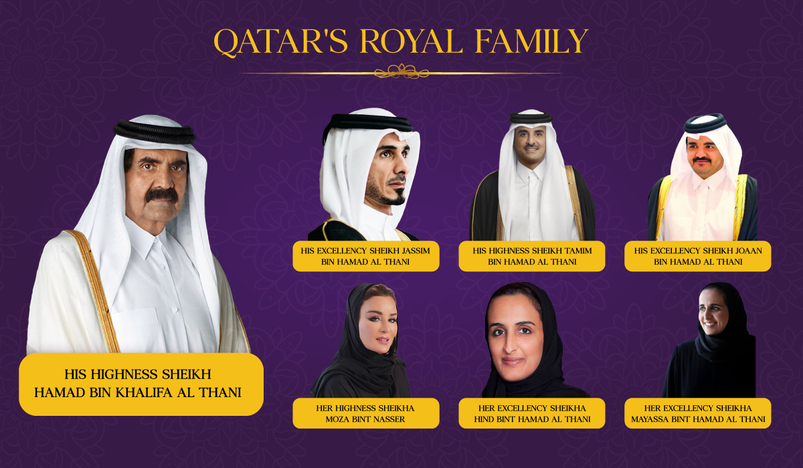 QATAR'S ROYAL FAMILY
HIS HIGHNESS SHEIKH
HAMAD BIN KHALIFA AL THANI
HIS EXCELLENCY SHEIKH JASSIM
BIN HAMAD AL THANI
HIS HIGHNESS SHEIKH TAMIM
BIN HAMAD AL THANI
HIS EXCELLENCY SHEIKH JOAAN
BIN HAMAD AL THANI
HER HIGHNESS SHEIKHA
MOZA BINT NASSER
HER EXCELLENCY SHEIKHA
HIND BINT HAMAD AL THANI
HER EXCELLENCY SHEIKHA
MAYASSA BINT HAMAD AL THANI